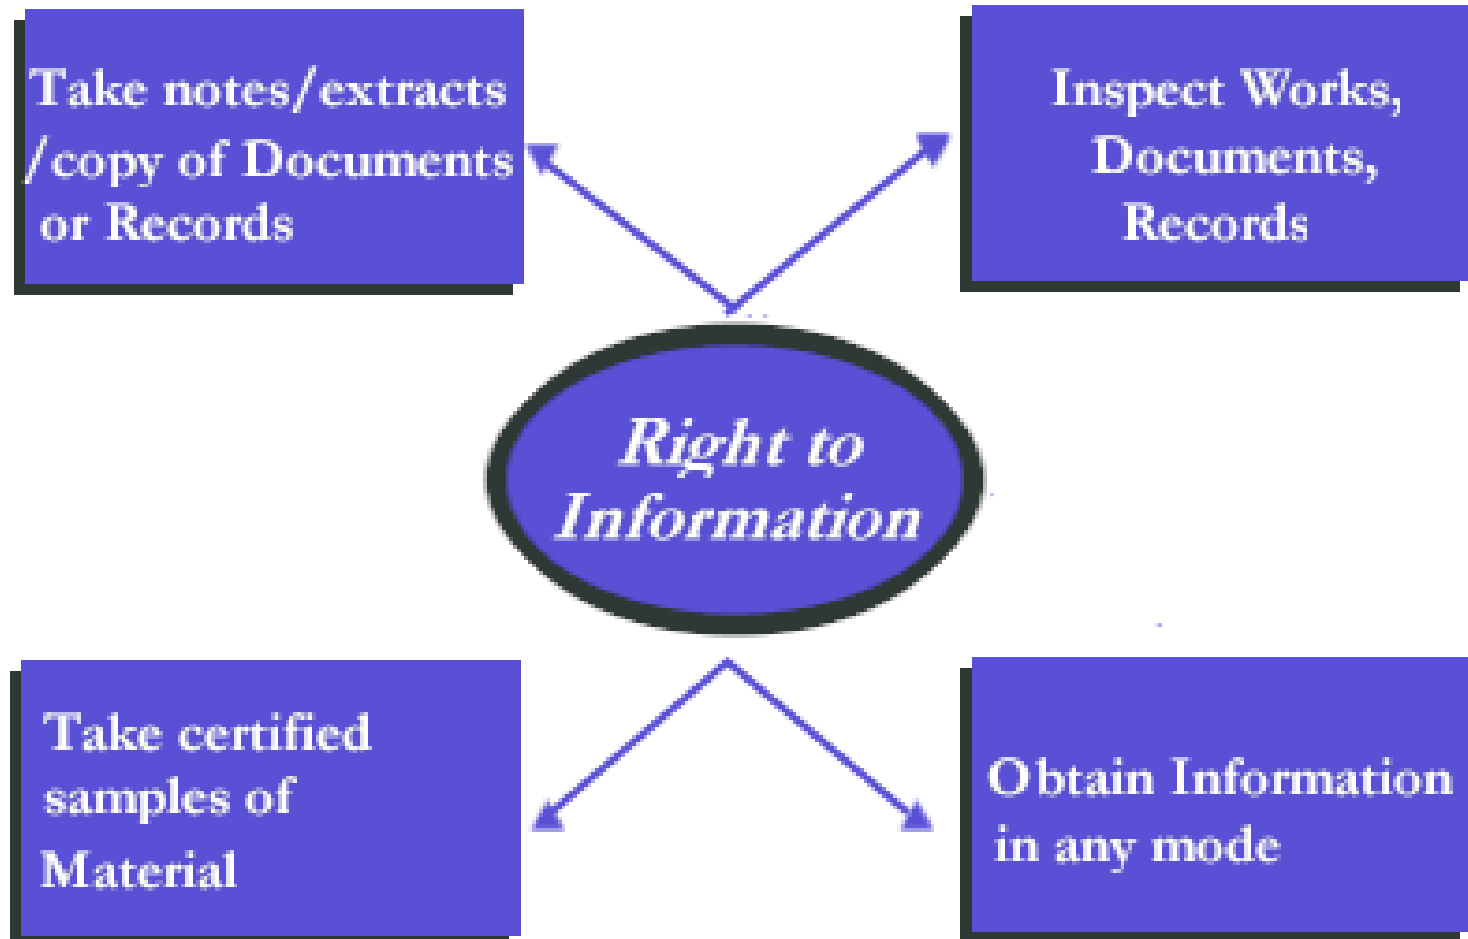 Take notes/extracts
/copy of Documents
or Records
Inspect Works,
Documents,
Records
Right to
Information
Take certified
samples of
Material
Obtain Information
in any mode